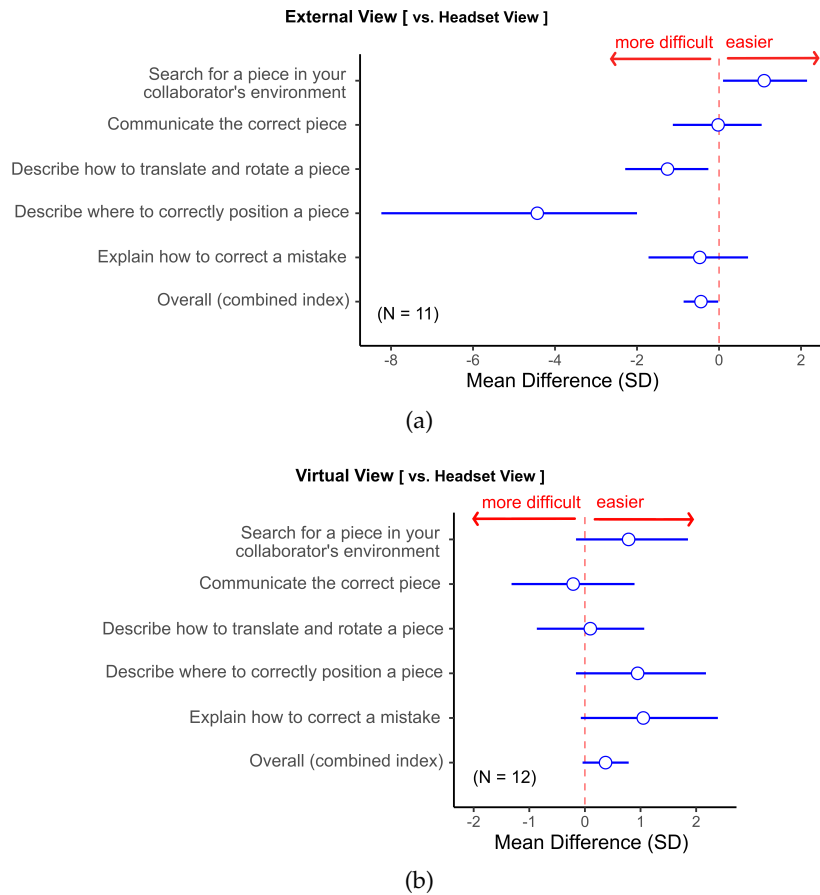 External View [ vs. Headset View ]
more difficult easier
Search for a piece in your
collaborator's environment
Communicate the correct piece
Describe how to translate and rotate a piece
Describe where to correctly position a piece
Explain how to correct a mistake
Overall (combined index)
(N = 11)
-8 -6 -4 -2 0 2
Mean Difference (SD)
(a)
Virtual View [ vs. Headset View ]
more difficult easier
Search for a piece in your
collaborator's environment
Communicate the correct piece
Describe how to translate and rotate a piece
Describe where to correctly position a piece
Explain how to correct a mistake
Overall (combined index)
(N = 12)
-2 -1 0 1 2
Mean Difference (SD)
(b)